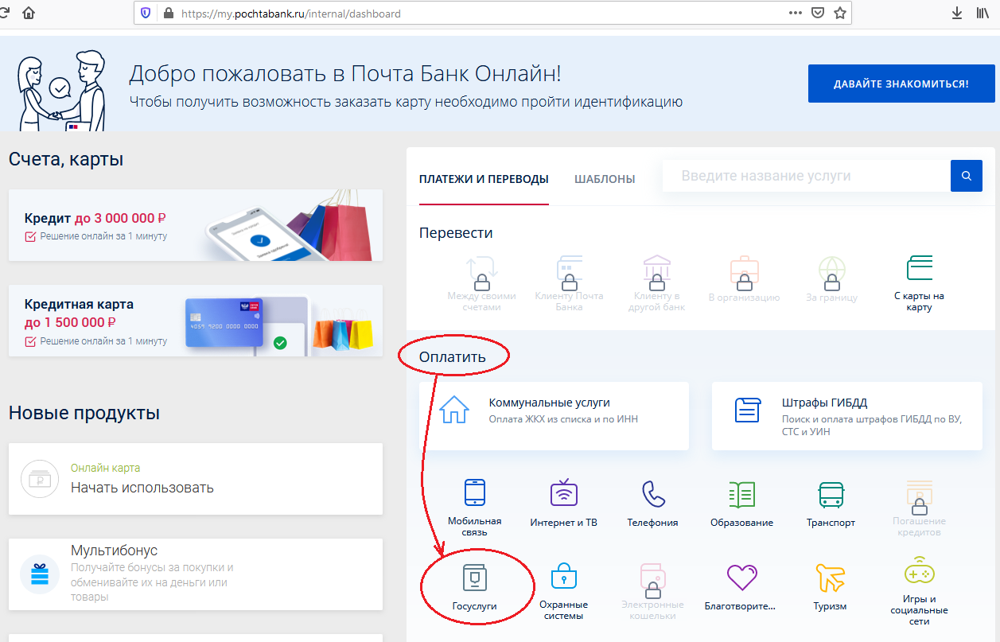 https://my.pochtabank.ru/internal/dashboard
Добро пожаловать в Почта Банк Онлайн!
Чтобы получить возможность заказать карту необходимо пройти идентификацию
ДАВАЙТЕ ЗНАКОМИТЬСЯ!
Счета, карты
Кредит до 3 000 000 ₽
Решение онлайн за 1 минуту
Кредитная карта
до 1 500 000 ₽
Решение онлайн за 1 минуту
4059 9200 0000 0000
Новые продукты
Онлайн карта
Начать использовать
Мультибонус
Получайте бонусы за покупки и
обменивайте их на деньги или
товары
ПЛАТЕЖИ И ПЕРЕВОДЫ
ШАБЛОНЫ
Введите название услуги
Перевести
Между своими
счетами
Клиенту Почта
Банка
Клиенту в
другой банк
В организацию
За границу
С карты на
карту
Оплатить
Коммунальные услуги
Оплата ЖКХ из списка и по ИНН
Штрафы ГИБДД
Поиск и оплата штрафов ГИБДД по ВУ,
СТС и УИН
Мобильная
связь
Интернет и ТВ
Телефония
Образование
Транспорт
Погашение
кредитов
Госуслуги
Охранные
системы
Электронные
кошельки
Благотворите...
Туризм
Игры и
социальные
сети